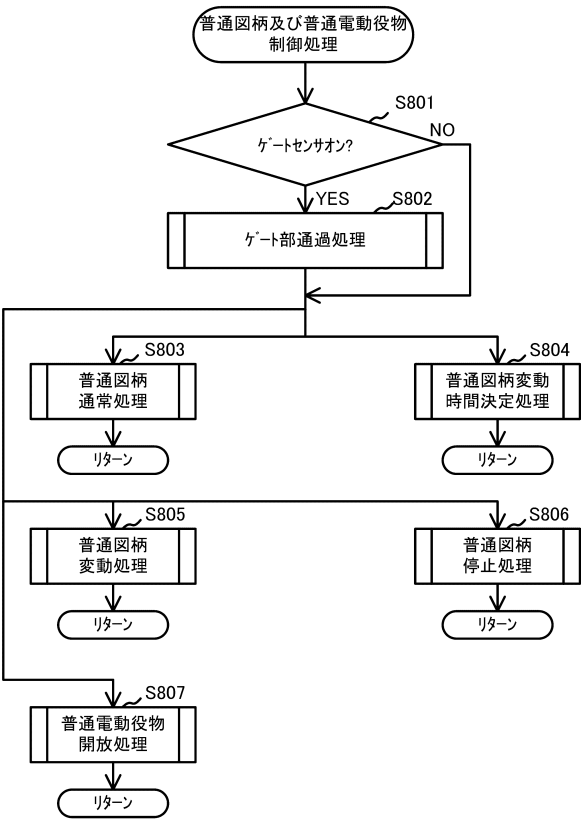 普通図柄及び普通電動役物
制御処理
S801
ｹﾞｰﾄｾﾝｻｵﾝ?
NO
YES
S802
ｹﾞｰﾄ部通過処理
S803
普通図柄
通常処理
ﾘﾀｰﾝ
S804
普通図柄変動
時間決定処理
ﾘﾀｰﾝ
S805
普通図柄
変動処理
ﾘﾀｰﾝ
S806
普通図柄
停止処理
ﾘﾀｰﾝ
S807
普通電動役物
開放処理
ﾘﾀｰﾝ